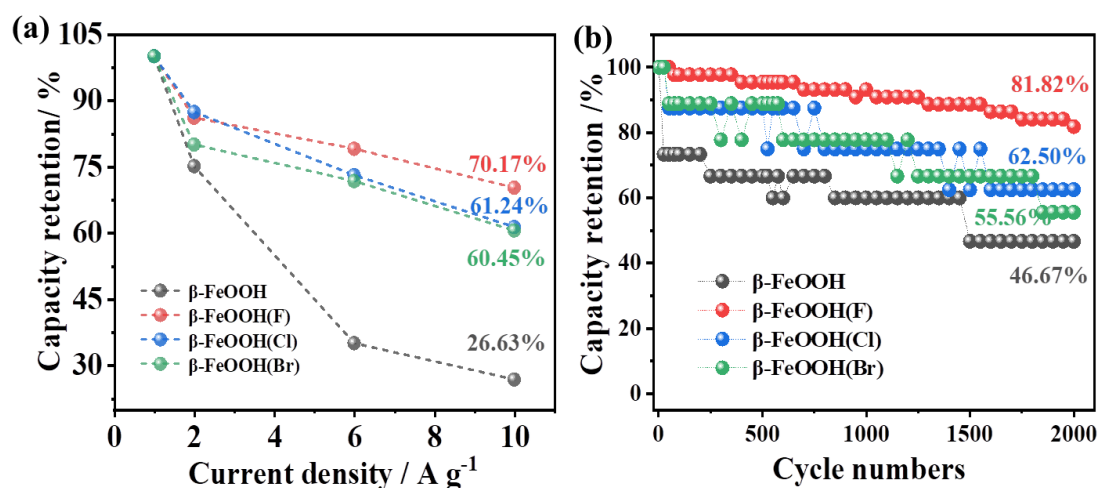 (a)
105
90
75
60
45
30
Capacity retention/ %
70.17%
61.24%
60.45%
26.63%
β-FeOOH
β-FeOOH(F)
β-FeOOH(Cl)
β-FeOOH(Br)
0 2 4 6 8 10
Current density / A g⁻¹
(b)
100
80
60
40
20
0
Capacity retention /%
81.82%
62.50%
55.56%
46.67%
β-FeOOH
β-FeOOH(F)
β-FeOOH(Cl)
β-FeOOH(Br)
0 500 1000 1500 2000
Cycle numbers